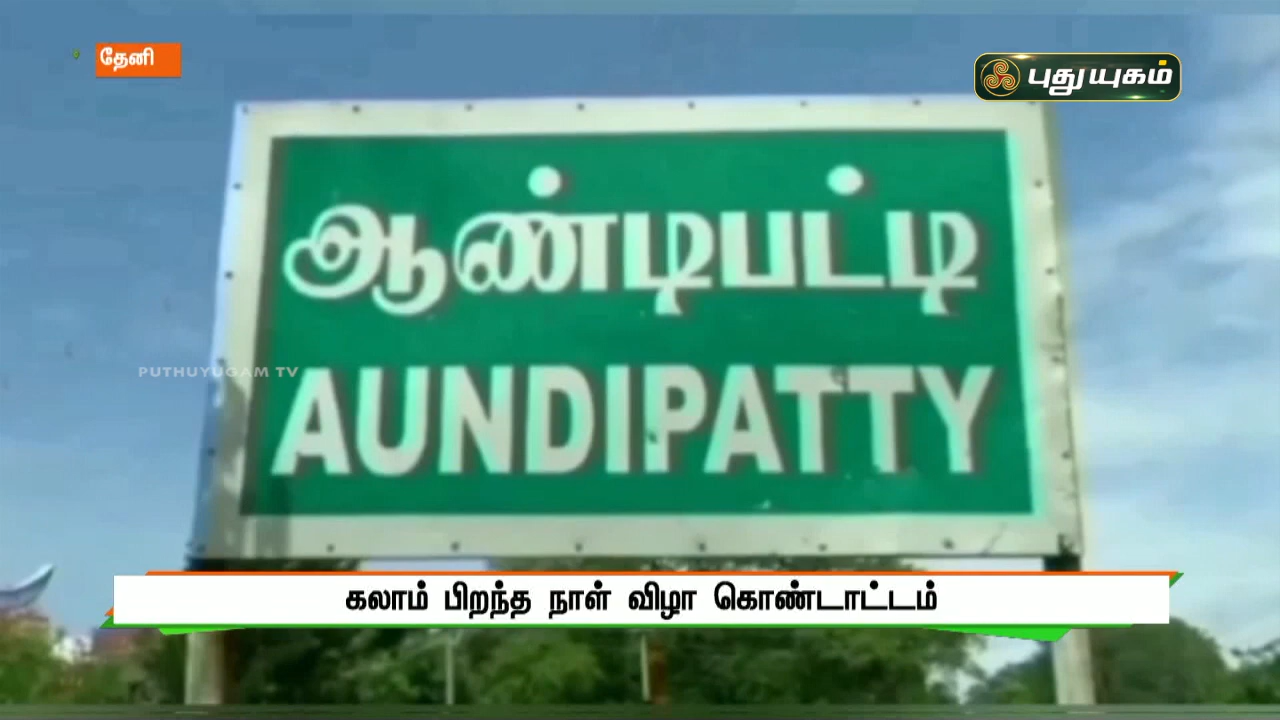 தேனி
புதுயுகம்
ஆண்டிபட்டி
PUTHUYUGAM TV
AUNDIPATTY
கலாம் பிறந்த நாள் விழா கொண்டாட்டம்